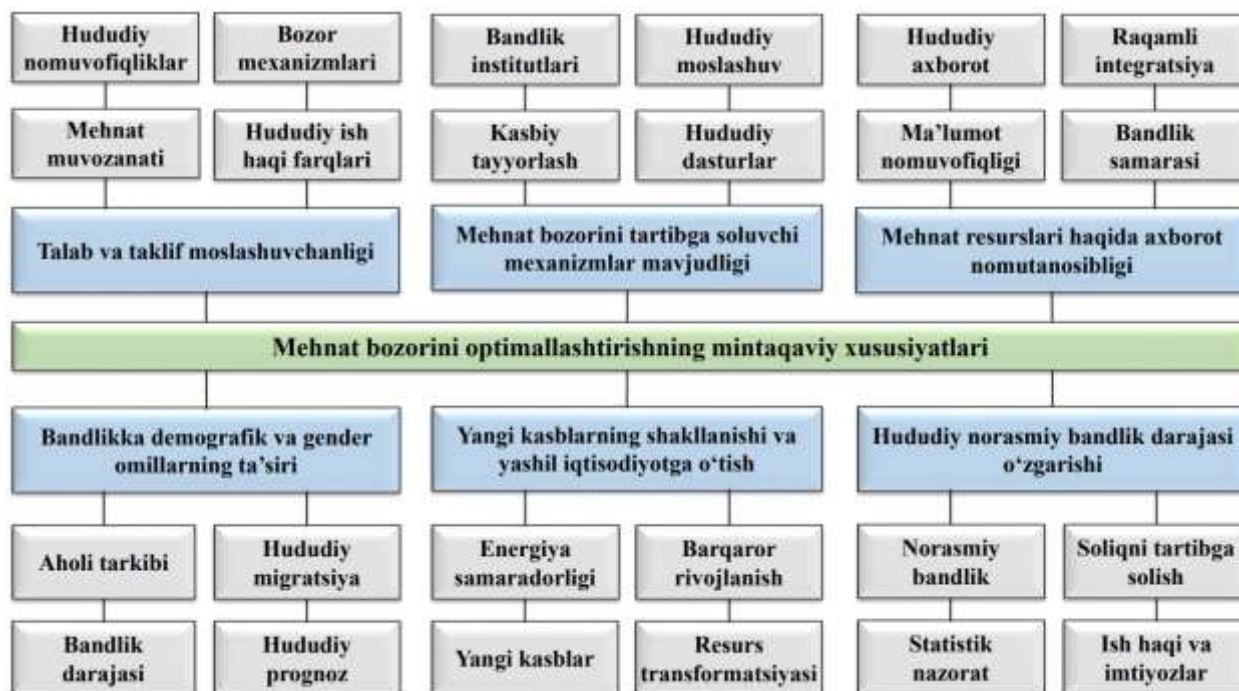 Hududiy
nomuvofiqliklar
Bozor
mexanizmlari
Bandlik
institutlari
Hududiy
moslashuv
Hududiy
axborot
Raqamli
integratsiya
Mehnat
muvozanati
Hududiy ish
haqi farqlari
Kasbiy
tayyorlash
Hududiy
dasturlar
Ma’lumot
nomuvofiqligi
Bandlik
samarasi
Talab va taklif moslashuvchanligi
Mehnat bozorini tartibga soluvchi
mexanizmlar mavjudligi
Mehnat resurslari haqida axborot
nomutanosibligi
Mehnat bozorini optimallashtirishning mintaqaviy xususiyatlari
Bandlikka demografik va gender
omillarning ta’siri
Yangi kasblarning shakllanishi va
yashil iqtisodiyotga o‘tish
Hududiy norasmiy bandlik darajasi
o‘zgarishi
Aholi tarkibi
Hududiy
migratsiya
Energiya
samaradorligi
Barqaror
rivojlanish
Norasmiy
bandlik
Soliqni tartibga
solish
Bandlik
darajasi
Hududiy
prognoz
Yangi kasblar
Resurs
transformatsiyasi
Statistik
nazorat
Ish haqi va
imtiyozlar